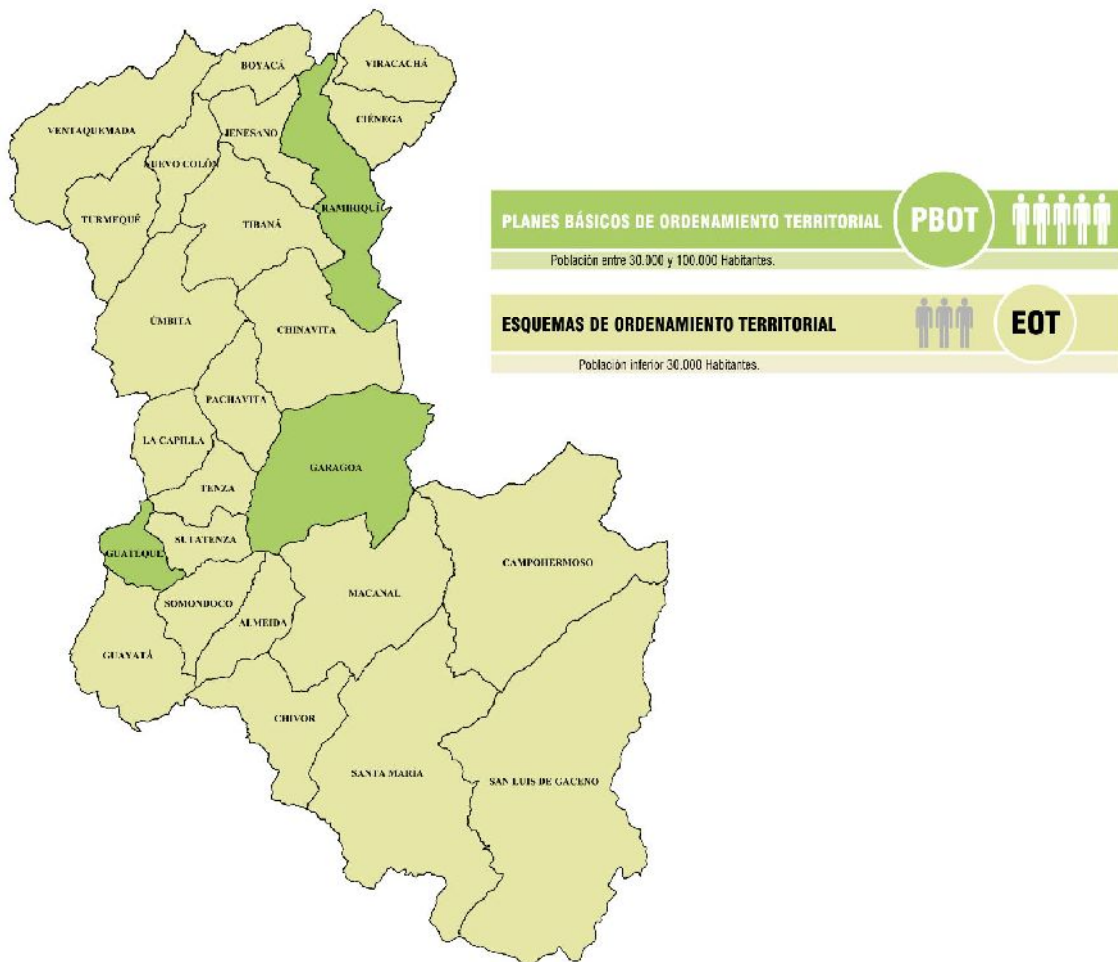 BOYACÁ
VIRACACHÁ
VENTAQUEMADA
JENESANO
CIÉNEGA
NUEVO COLÓN
TURMEQUÉ
TIBANÁ
RAMIRIQUÍ
PLANES BÁSICOS DE ORDENAMIENTO TERRITORIAL
PBOT
Población entre 30.000 y 100.000 Habitantes.
ÚMBITA
CHINAVITA
ESQUEMAS DE ORDENAMIENTO TERRITORIAL
EOT
Población inferior 30.000 Habitantes.
PACHAVITA
LA CAPILLA
GARAGOA
TENZA
SUTATENZA
GUATEQUE
CAMPOHERMOSO
SOMONDOCO
MACANAL
ALMEIDA
GUAYATÁ
CHIVOR
SANTA MARIA
SAN LUIS DE GACENO